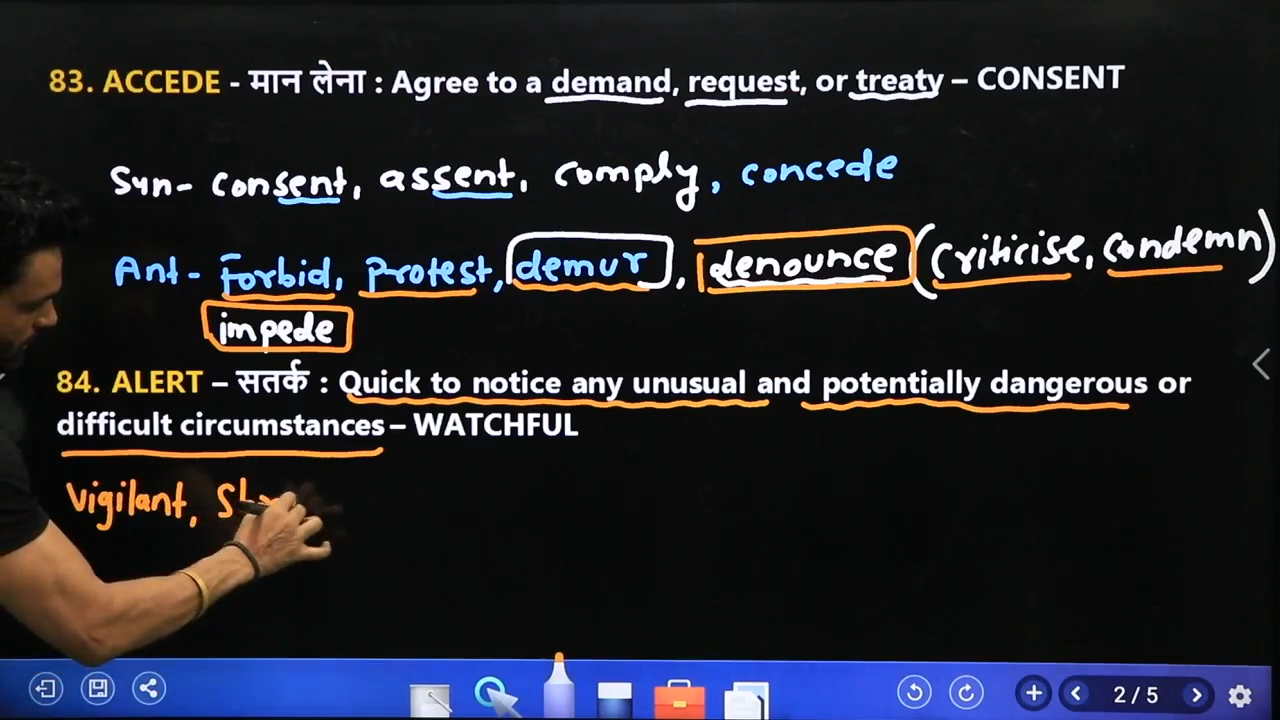 83. ACCEDE - मान लेना : Agree to a demand, request, or treaty – CONSENT
Syn- consent, assent, comply, concede
Ant- Forbid, Protest, demur, denounce (criticise, condemn)
impede
84. ALERT – सतर्क : Quick to notice any unusual and potentially dangerous or
difficult circumstances – WATCHFUL
Vigilant,
2/5